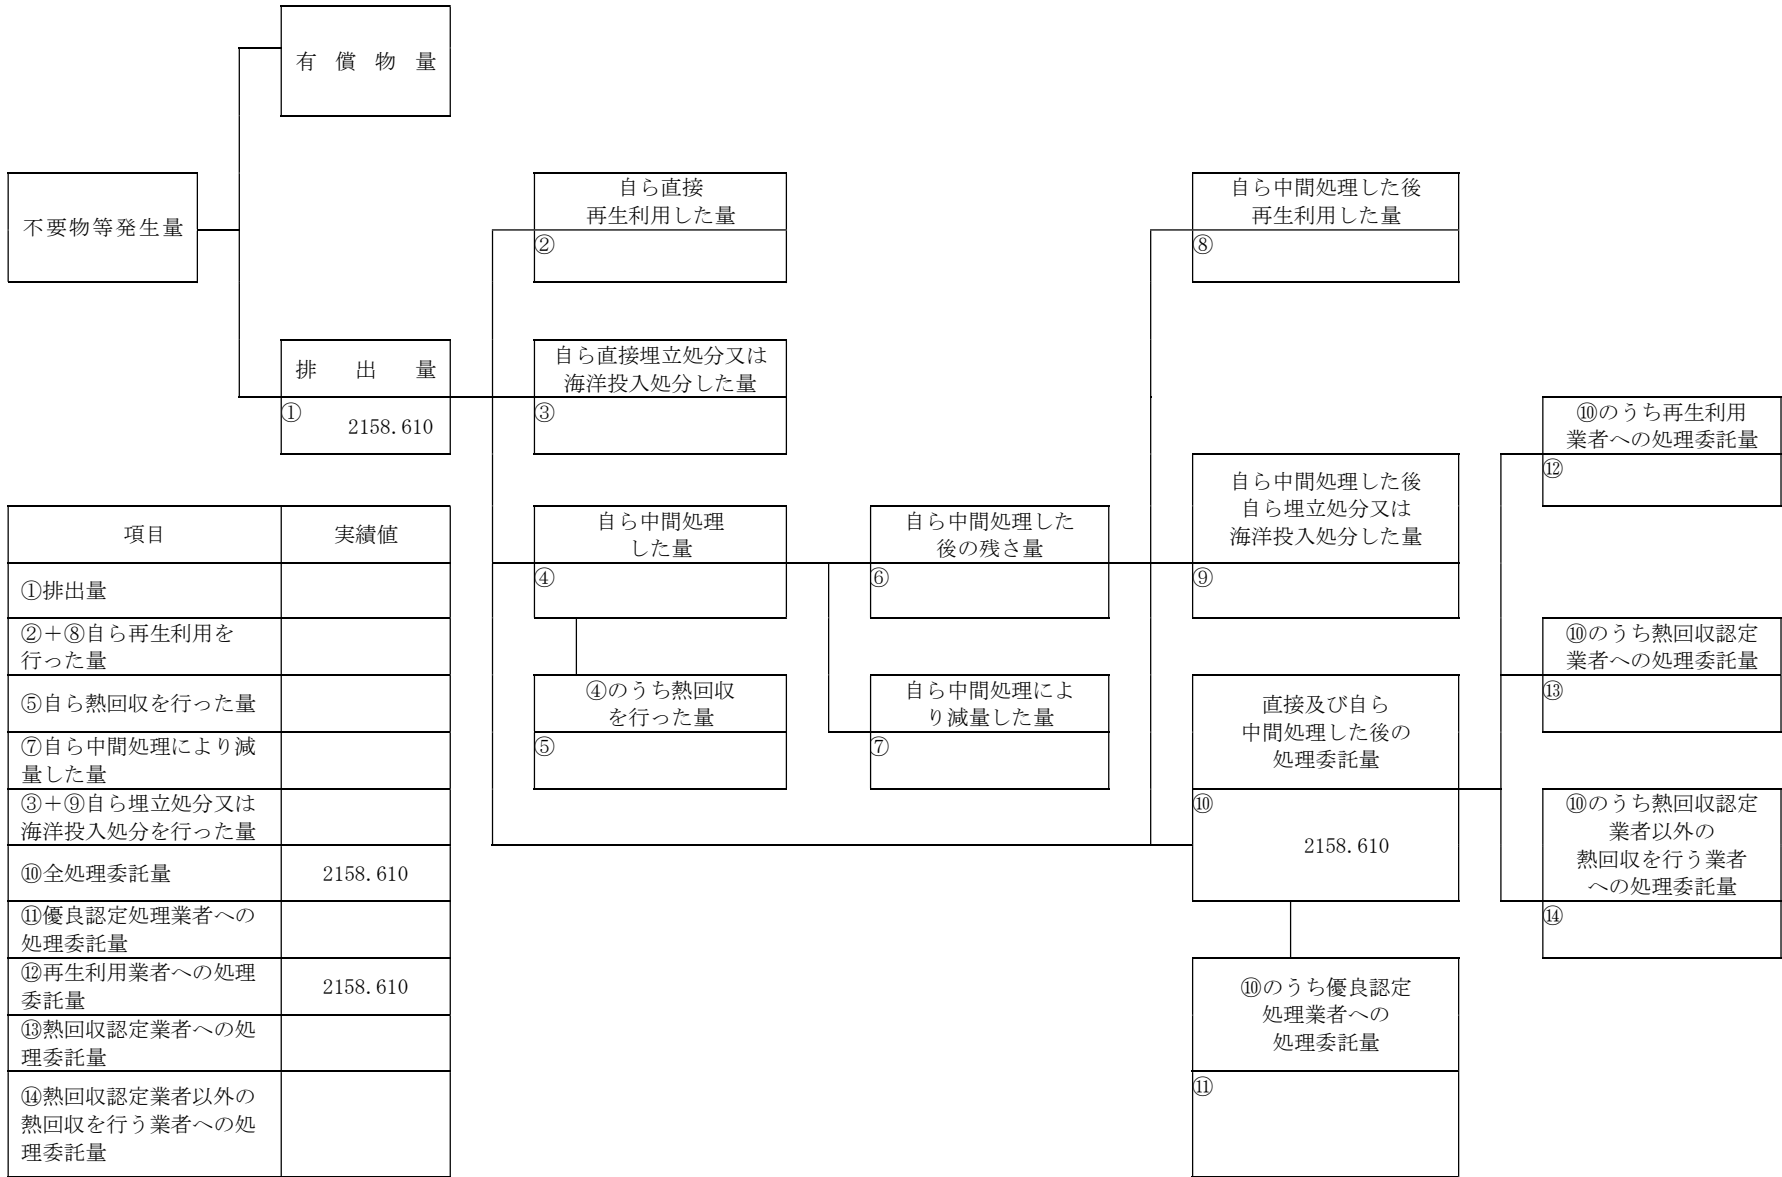 有償物量
不要物等発生量
自ら直接
再生利用した量
②
自ら中間処理した後
再生利用した量
⑧
排出量
①
2158.610
自ら直接埋立処分又は
海洋投入処分した量
③
⑩のうち再生利用
業者への処理委託量
⑫
自ら中間処理
した量
④
自ら中間処理した
後の残さ量
⑥
自ら中間処理した後
自ら埋立処分又は
海洋投入処分した量
⑨
⑩のうち熱回収認定
業者への処理委託量
⑬
④のうち熱回収
を行った量
⑤
自ら中間処理によ
り減量した量
⑦
直接及び自ら
中間処理した後の
処理委託量
⑩
2158.610
⑩のうち熱回収認定
業者以外の
熱回収を行う業者
への処理委託量
⑭
⑩のうち優良認定
処理業者への
処理委託量
⑪
項目
実績値
①排出量
②＋⑧自ら再生利用を
行った量
⑤自ら熱回収を行った量
⑦自ら中間処理により減
量した量
③＋⑨自ら埋立処分又は
海洋投入処分を行った量
⑩全処理委託量
2158.610
⑪優良認定処理業者への
処理委託量
⑫再生利用業者への処理
委託量
2158.610
⑬熱回収認定業者への処
理委託量
⑭熱回収認定業者以外の
熱回収を行う業者への処
理委託量